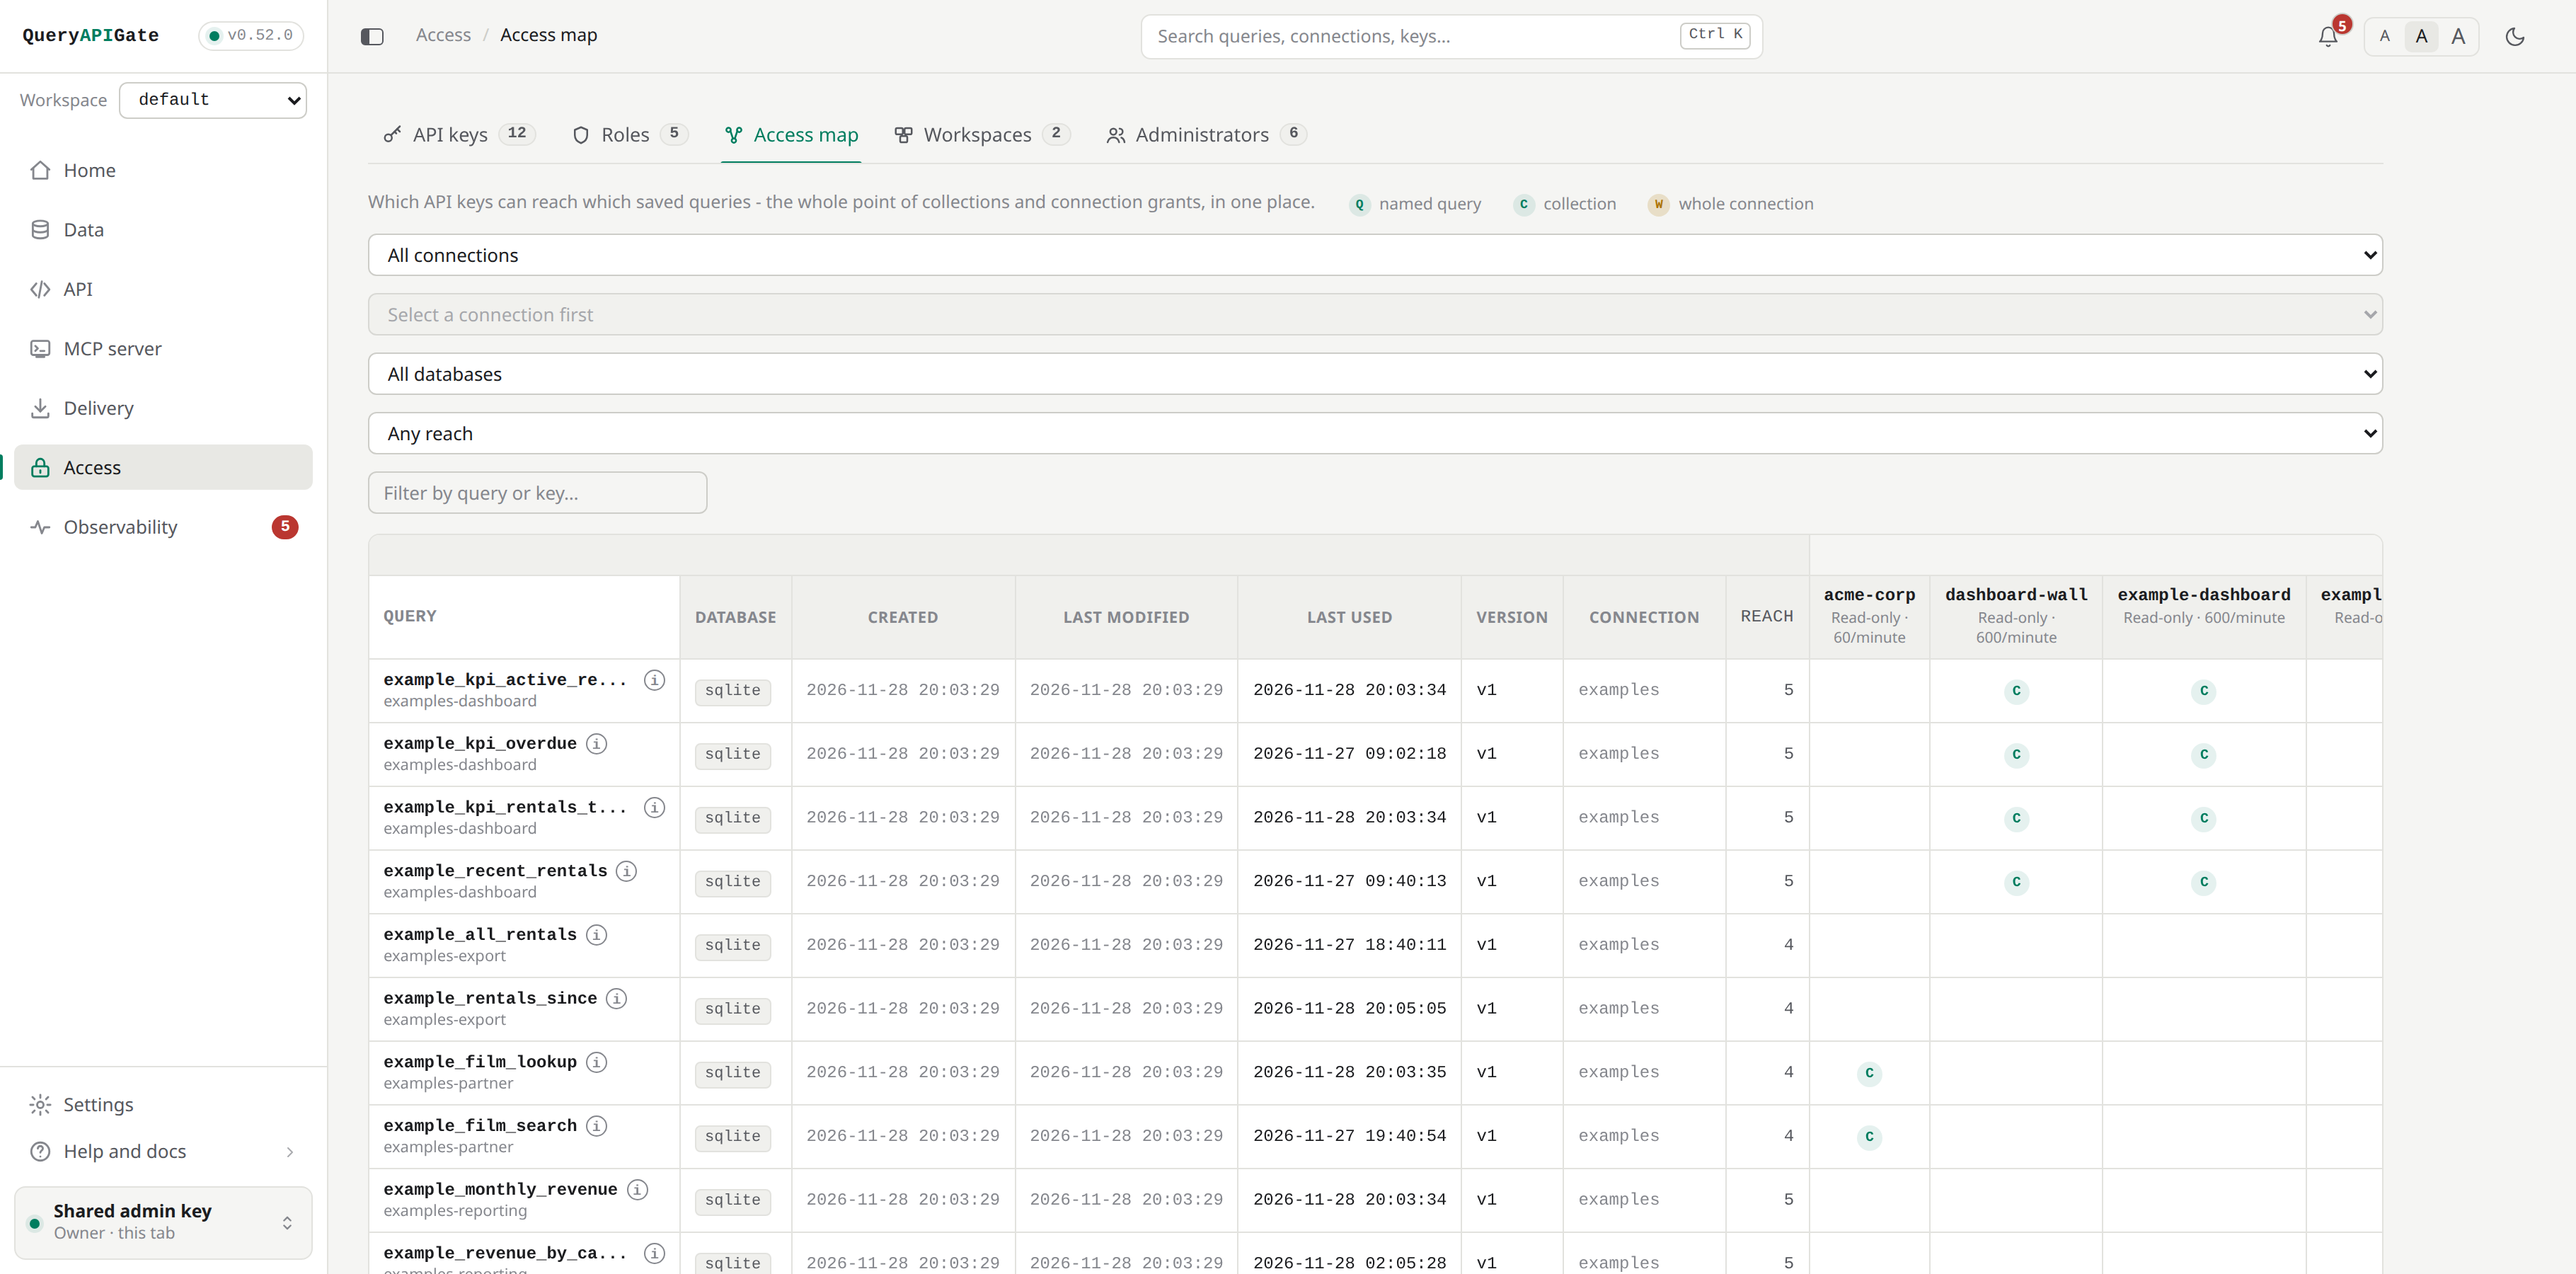 QueryAPIGate v0.52.0
Access / Access map
Search queries, connections, keys... Ctrl K
5
A A A
Workspace default
Home
Data
API
MCP server
Delivery
Access
Observability 5
Settings
Help and docs
Shared admin key
Owner · this tab
API keys 12 Roles 5 Access map Workspaces 2 Administrators 6
Which API keys can reach which saved queries - the whole point of collections and connection grants, in one place. Q named query C collection W whole connection
All connections
Select a connection first
All databases
Any reach
Filter by query or key...
QUERY DATABASE CREATED LAST MODIFIED LAST USED VERSION CONNECTION REACH acme-corp dashboard-wall example-dashboard exampl
Read-only · 60/minute Read-only · 600/minute Read-only · 600/minute Read-o
example_kpi_active_re... i sqlite 2026-11-28 20:03:29 2026-11-28 20:03:29 2026-11-28 20:03:34 v1 examples 5 C C
examples-dashboard
example_kpi_overdue i sqlite 2026-11-28 20:03:29 2026-11-28 20:03:29 2026-11-27 09:02:18 v1 examples 5 C C
examples-dashboard
example_kpi_rentals_t... i sqlite 2026-11-28 20:03:29 2026-11-28 20:03:29 2026-11-28 20:03:34 v1 examples 5 C C
examples-dashboard
example_recent_rentals i sqlite 2026-11-28 20:03:29 2026-11-28 20:03:29 2026-11-27 09:40:13 v1 examples 5 C C
examples-dashboard
example_all_rentals i sqlite 2026-11-28 20:03:29 2026-11-28 20:03:29 2026-11-27 18:40:11 v1 examples 4
examples-export
example_rentals_since i sqlite 2026-11-28 20:03:29 2026-11-28 20:03:29 2026-11-28 20:05:05 v1 examples 4
examples-export
example_film_lookup i sqlite 2026-11-28 20:03:29 2026-11-28 20:03:29 2026-11-28 20:03:35 v1 examples 4 C
examples-partner
example_film_search i sqlite 2026-11-28 20:03:29 2026-11-28 20:03:29 2026-11-27 19:40:54 v1 examples 4 C
examples-partner
example_monthly_revenue i sqlite 2026-11-28 20:03:29 2026-11-28 20:03:29 2026-11-28 20:03:34 v1 examples 5
examples-reporting
example_revenue_by_ca... i sqlite 2026-11-28 20:03:29 2026-11-28 20:03:29 2026-11-28 02:05:28 v1 examples 5
examples-reporting